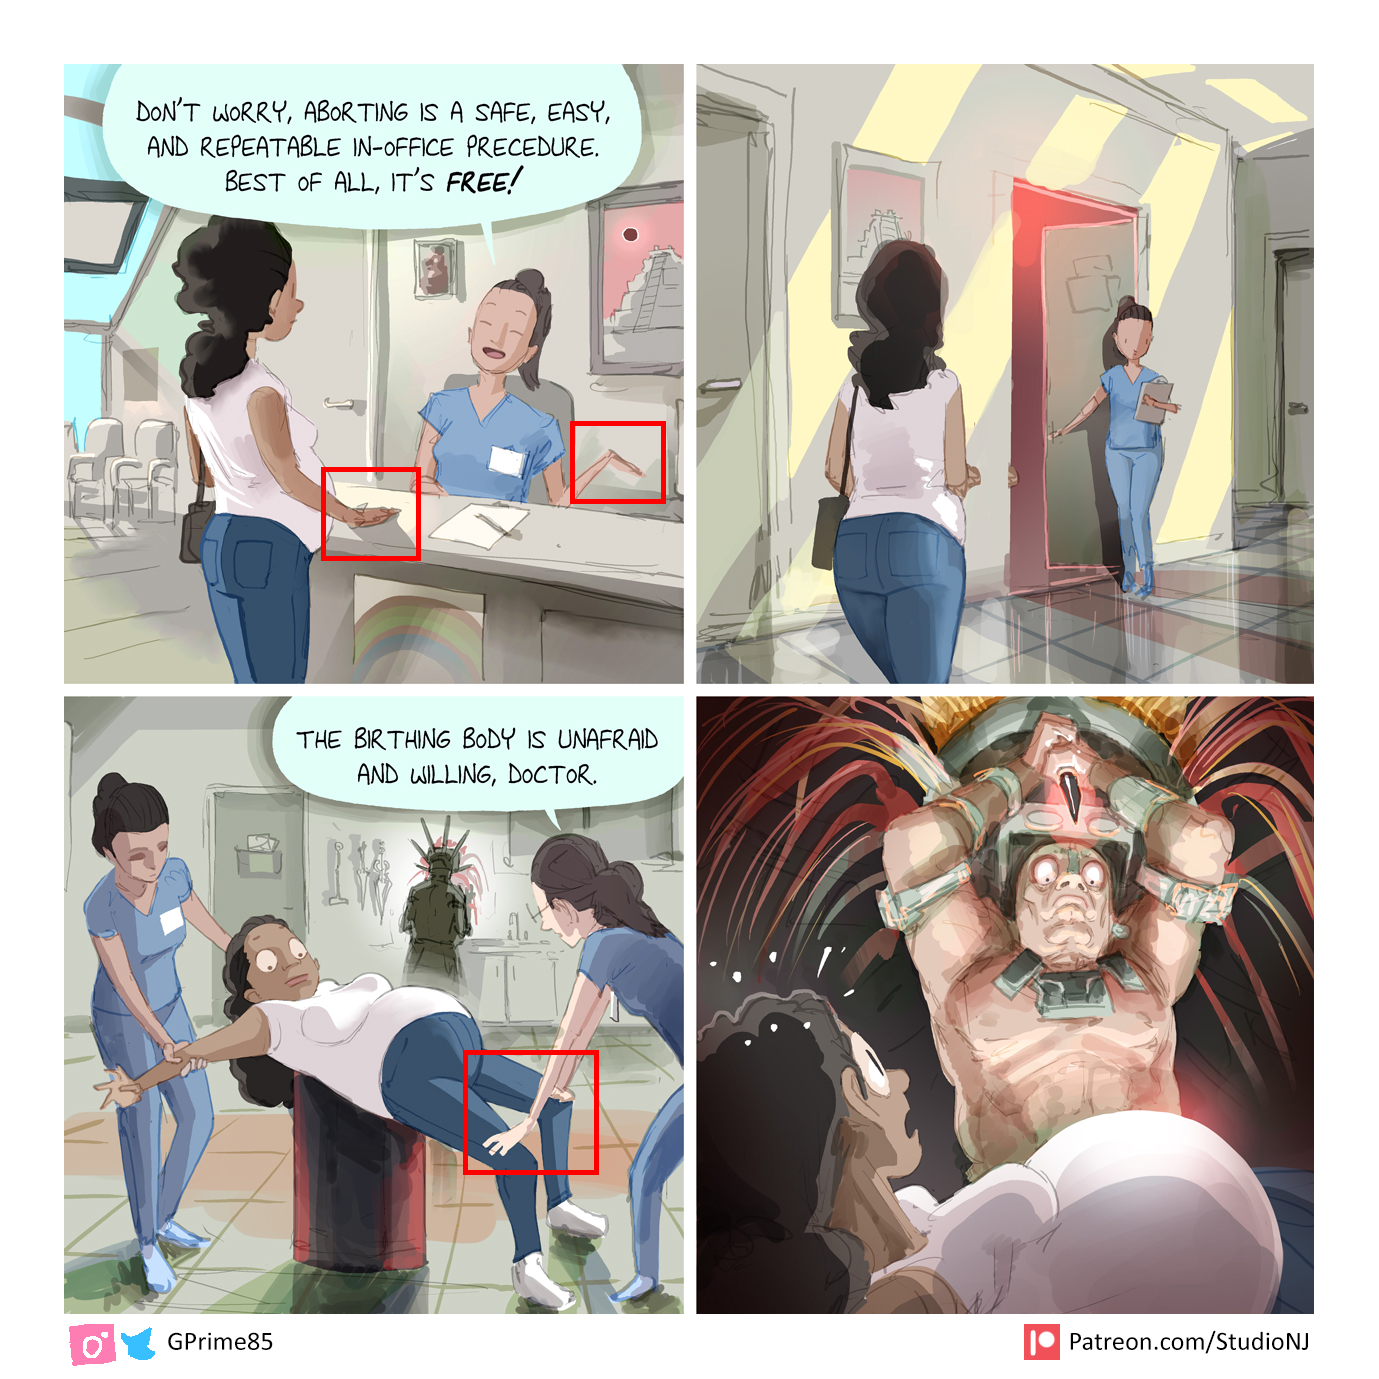 DON'T WORRY, ABORTING IS A SAFE, EASY,
AND REPEATABLE IN-OFFICE PRECEDURE.
BEST OF ALL, IT'S FREE!
THE BIRTHING BODY IS UNAFRAID
AND WILLING, DOCTOR.
GPrime85
Patreon.com/StudioNJ